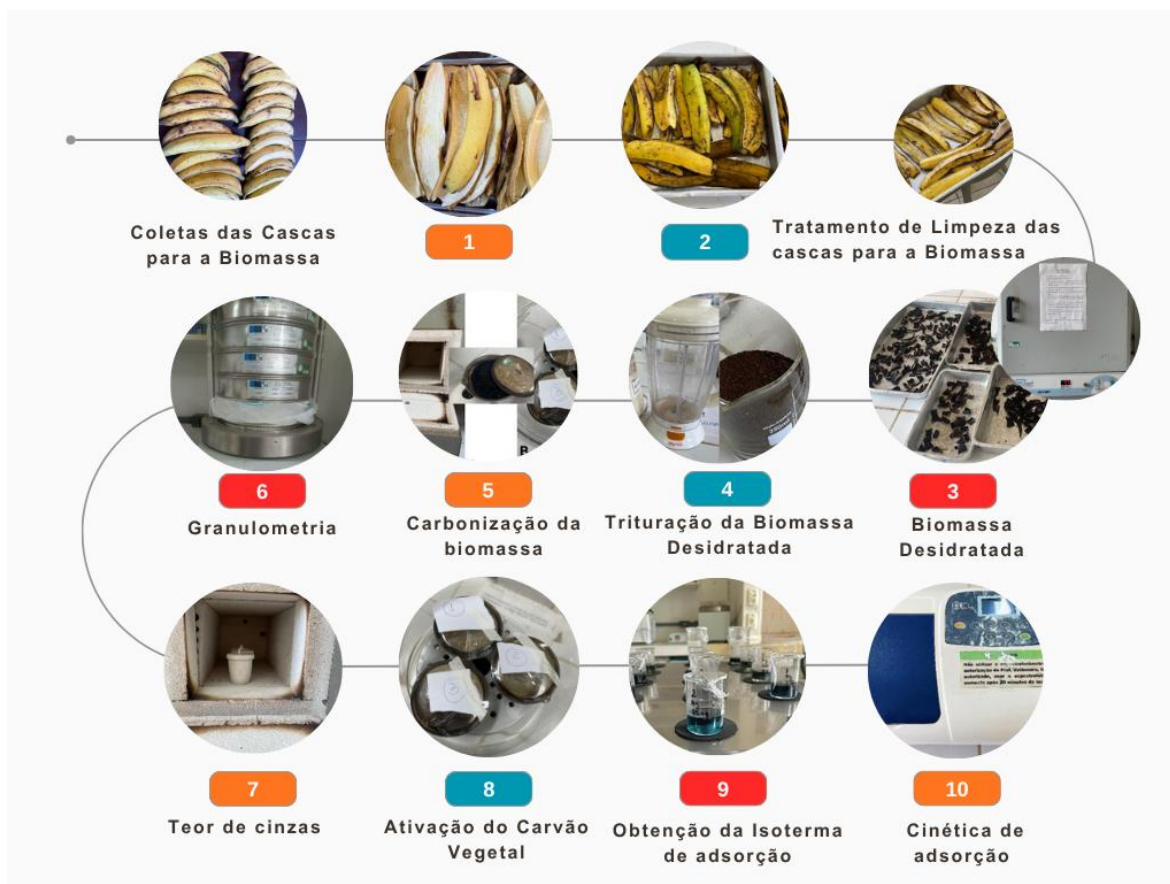 Coletas das Cascas
para a Biomassa
1
2
Tratamento de Limpeza das
cascas para a Biomassa
6
Granulometria
5
Carbonização da
biomassa
B
4
Trituração da Biomassa
Desidratada
3
Biomassa
Desidratada
7
Teor de cinzas
8
Ativação do Carvão
Vegetal
9
Obtenção da Isoterma
de adsorção
10
Cinética de
adsorção